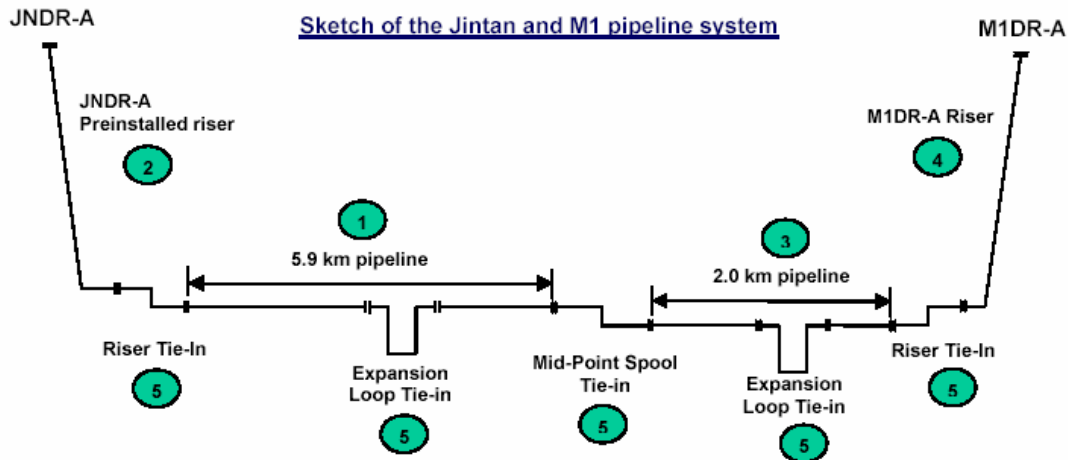 JNDR-A
Sketch of the Jintan and M1 pipeline system
M1DR-A
JNDR-A
Preinstalled riser
2
M1DR-A Riser
4
1
5.9 km pipeline
3
2.0 km pipeline
Riser Tie-In
5
Expansion
Loop Tie-in
5
Mid-Point Spool
Tie-in
5
Expansion
Loop Tie-in
5
Riser Tie-In
5